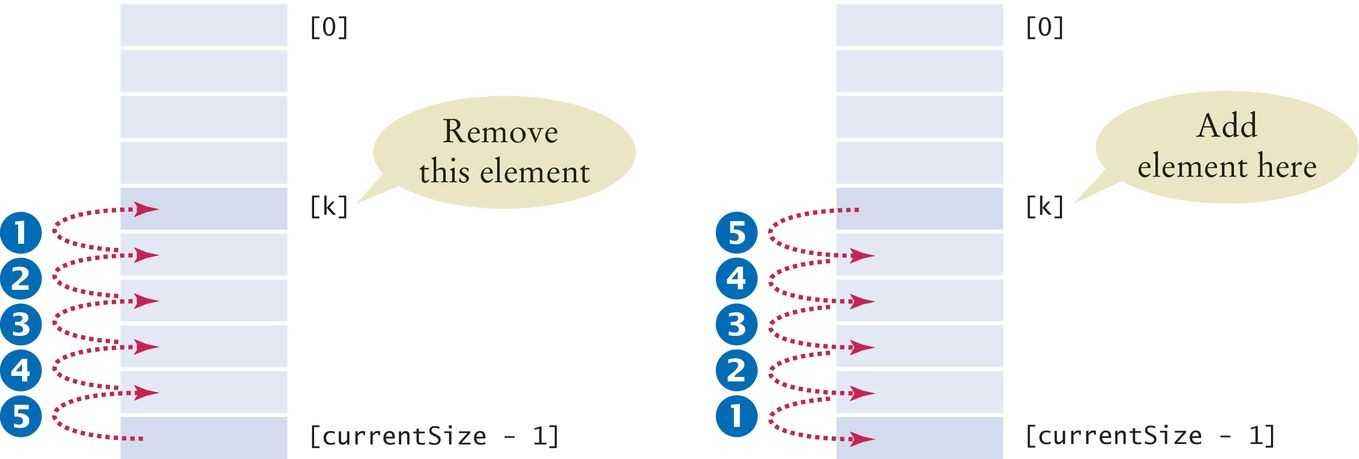 [0]
Remove
this element
[k]
1
2
3
4
5
[currentSize - 1]
[0]
Add
element here
[k]
5
4
3
2
1
[currentSize - 1]